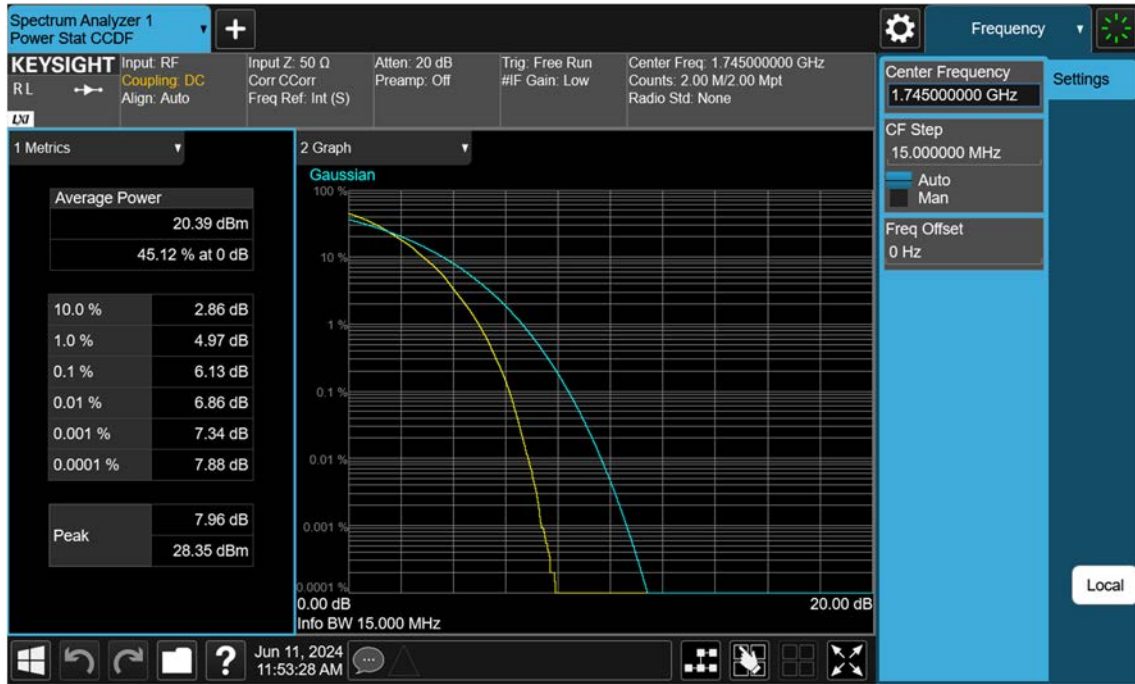 Spectrum Analyzer 1
Power Stat CCDF
Frequency
KEYSIGHT
RL
LXI
Input: RF
Coupling: DC
Align: Auto
Input Z: 50 Ω
Corr CCorr
Freq Ref: Int (S)
Atten: 20 dB
Preamp: Off
Trig: Free Run
#IF Gain: Low
Center Freq: 1.745000000 GHz
Counts: 2.00 M/2.00 Mpt
Radio Std: None
Center Frequency
1.745000000 GHz
Settings
CF Step
15.000000 MHz
Auto
Man
Freq Offset
0 Hz
1 Metrics
Average Power
20.39 dBm
45.12 % at 0 dB
10.0 % 2.86 dB
1.0 % 4.97 dB
0.1 % 6.13 dB
0.01 % 6.86 dB
0.001 % 7.34 dB
0.0001 % 7.88 dB
Peak
7.96 dB
28.35 dBm
2 Graph
Gaussian
100 %
10 %
1 %
0.1 %
0.01 %
0.001 %
0.0001 %
0.00 dB 20.00 dB
Info BW 15.000 MHz
Local
?
Jun 11, 2024
11:53:28 AM